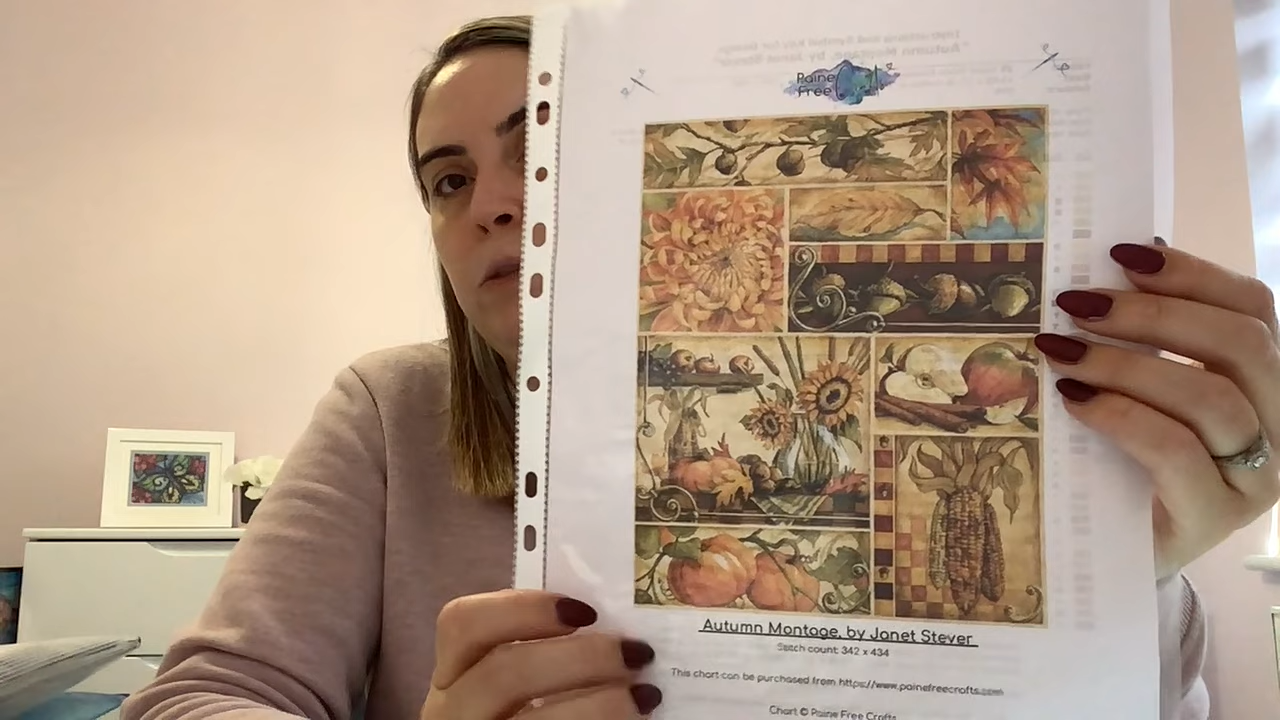 Paine
Free Crafts
Autumn Montage, by Janet Stever
Stitch count: 342 x 434
This chart can be purchased from https://www.painefreecrafts.com
Chart © Paine Free Crafts